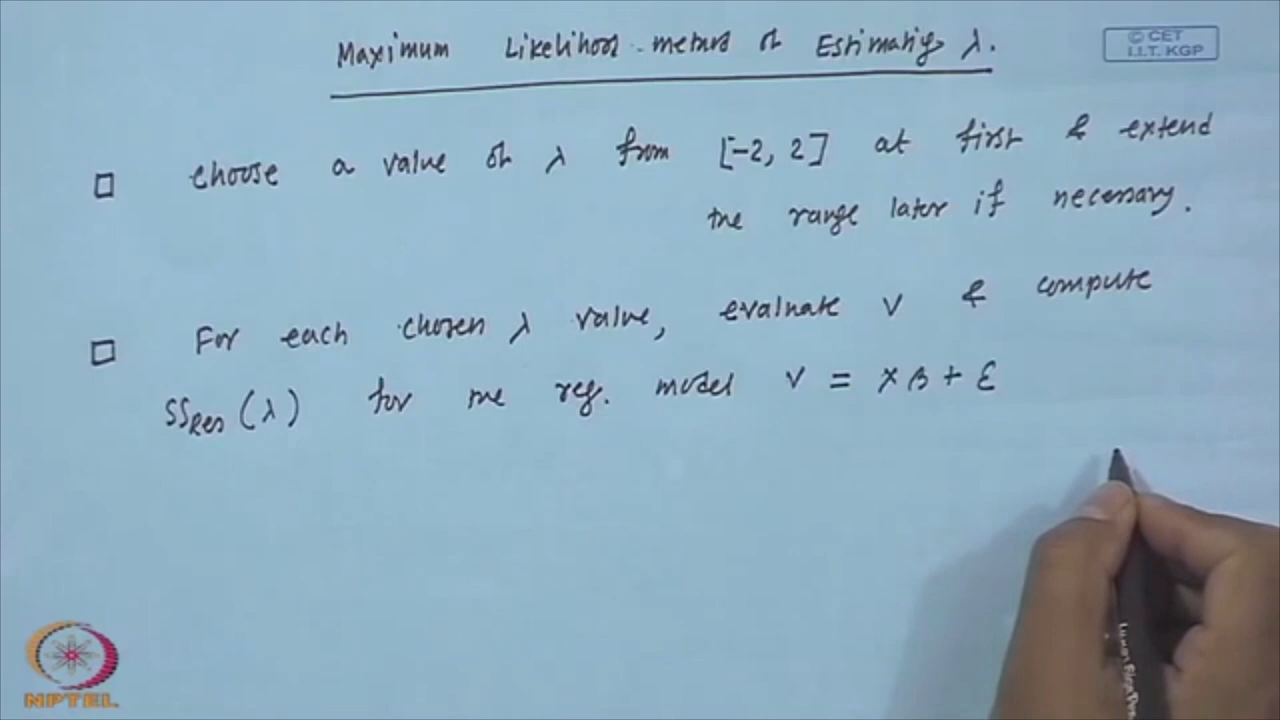 Maximum Likelihood method of Estimating λ.
© CET
I.I.T. KGP
□ choose a value of λ from [-2, 2] at first & extend
the range later if necessary.
□ For each chosen λ value, evaluate V & compute
SSRes (λ) for the reg. model V = Xβ + ε
NPTEL